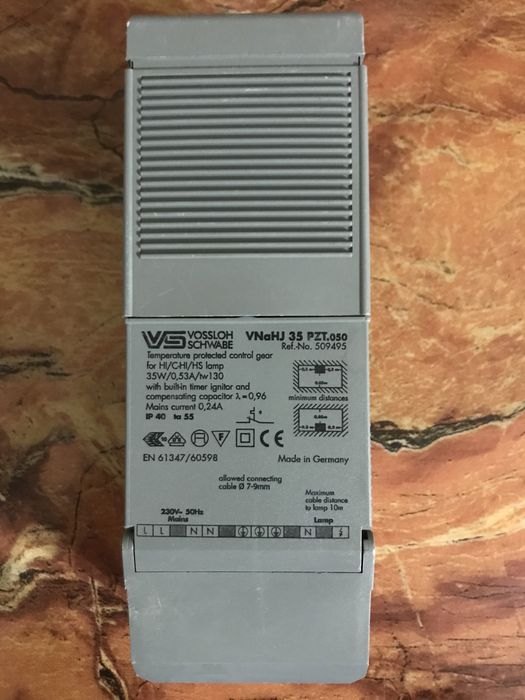 VS VOSSLOH SCHWABE
VNaHJ 35 PZT.050
Ref.-No. 509495
Temperature protected control gear
for HI/C-HI/HS lamp
35W/0,53A/tw130
with built-in timer ignitor and
compensating capacitor λ = 0,96
Mains current 0,24A
IP 40 ta 55
minimum distances
EN 61347/60598
Made in Germany
allowed connecting
cable Ø 7-9mm
Maximum
cable distance
to lamp 10m
230V~ 50Hz
Mains
Lamp
L L N N N